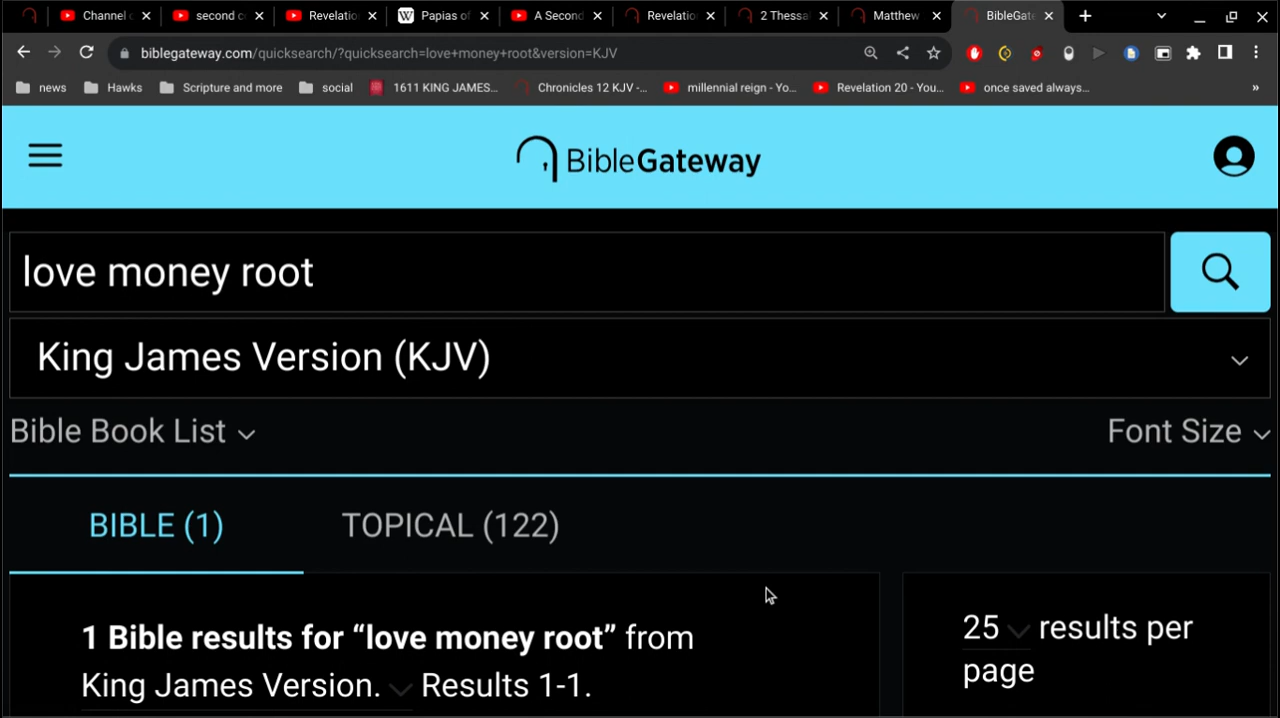 Channel
second c
Revelatio
Papias of
A Second
Revelatio
2 Thessa
Matthew
BibleGate
biblegateway.com/quicksearch/?quicksearch=love+money+root&version=KJV
news
Hawks
Scripture and more
social
1611 KING JAMES...
Chronicles 12 KJV -...
millennial reign - Yo...
Revelation 20 - You...
once saved always...
»
BibleGateway
love money root
King James Version (KJV)
Bible Book List
Font Size
BIBLE (1)
TOPICAL (122)
1 Bible results for “love money root” from
King James Version. Results 1-1.
25 results per
page